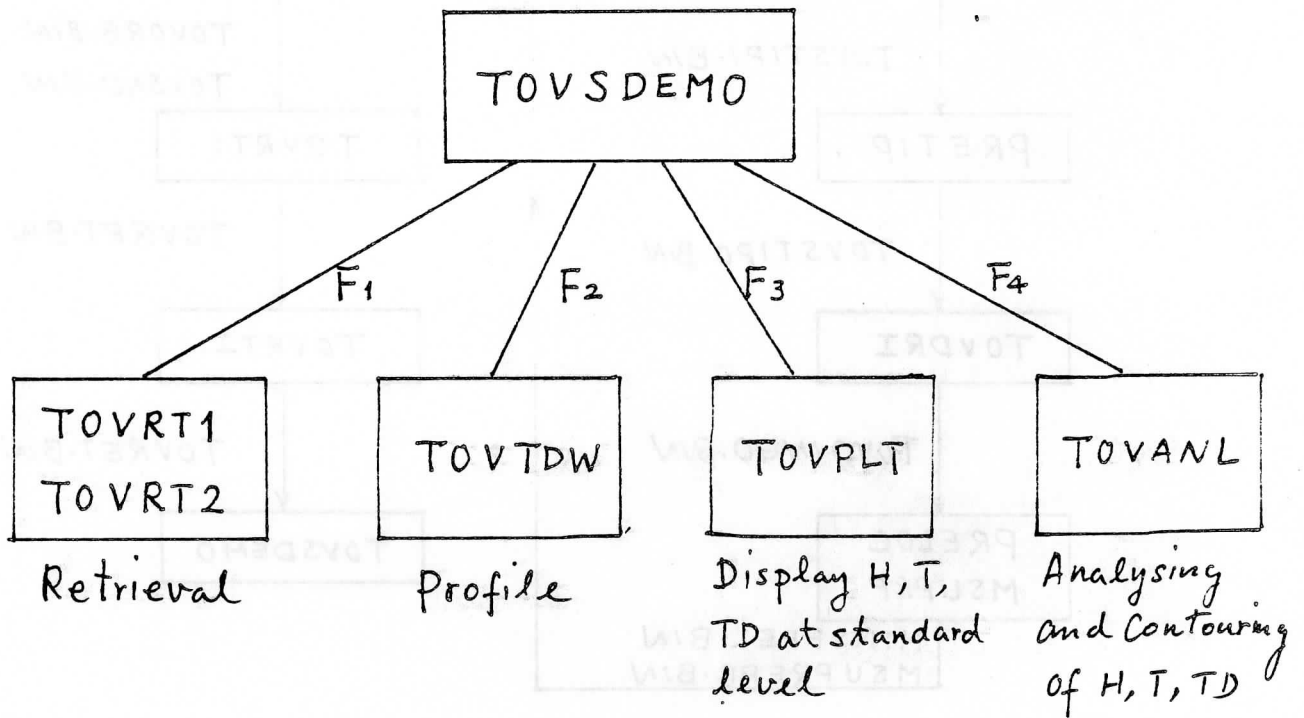 TOVSDEMO
F1
F2
F3
F4
TOVRT1
TOVRT2
TOVTDW
TOVPLT
TOVANL
Retrieval
Profile
Display H, T,
TD at standard
level
Analysing
and Contouring
of H, T, TD